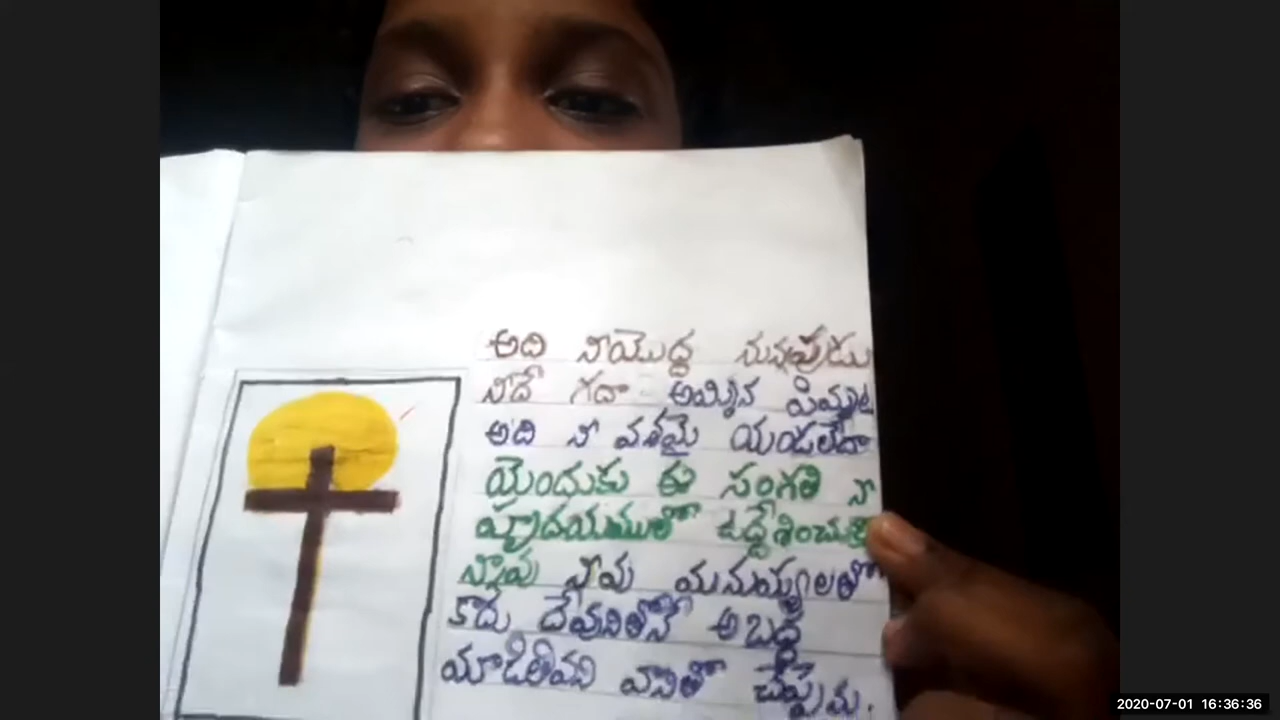 అది నీయొద్ద నున్నపుడు
నీదే గదా అమ్మిన పిమ్మట
అది నీ వశమై యుండలేదా
యెందుకు ఈ సంగతి నీ
హృదయములో ఉద్దేశించుకొ
న్నావు నీవు మనుష్యులతో
కాదు దేవునితోనే అబద్ధ
మాడితివని వానితో చెప్పెను.
2020-07-01 16:36:36